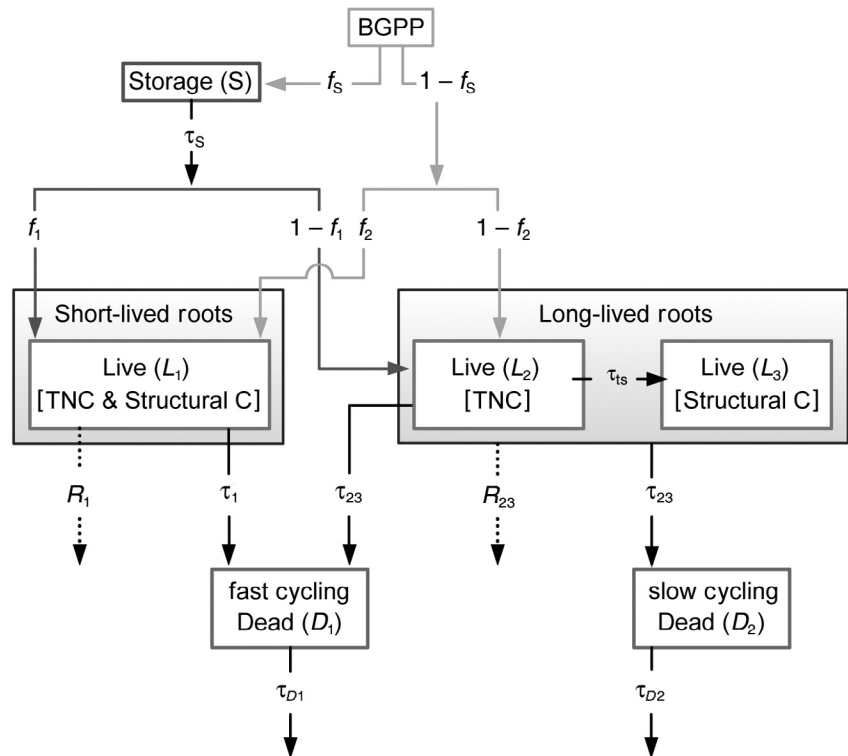 BGPP
Storage (S)
fS
1 – fS
τS
f1
1 – f1
f2
1 – f2
Short-lived roots
Long-lived roots
Live (L1)
[TNC & Structural C]
Live (L2)
[TNC]
τts
Live (L3)
[Structural C]
R1
τ1
τ23
R23
τ23
fast cycling
Dead (D1)
slow cycling
Dead (D2)
τD1
τD2